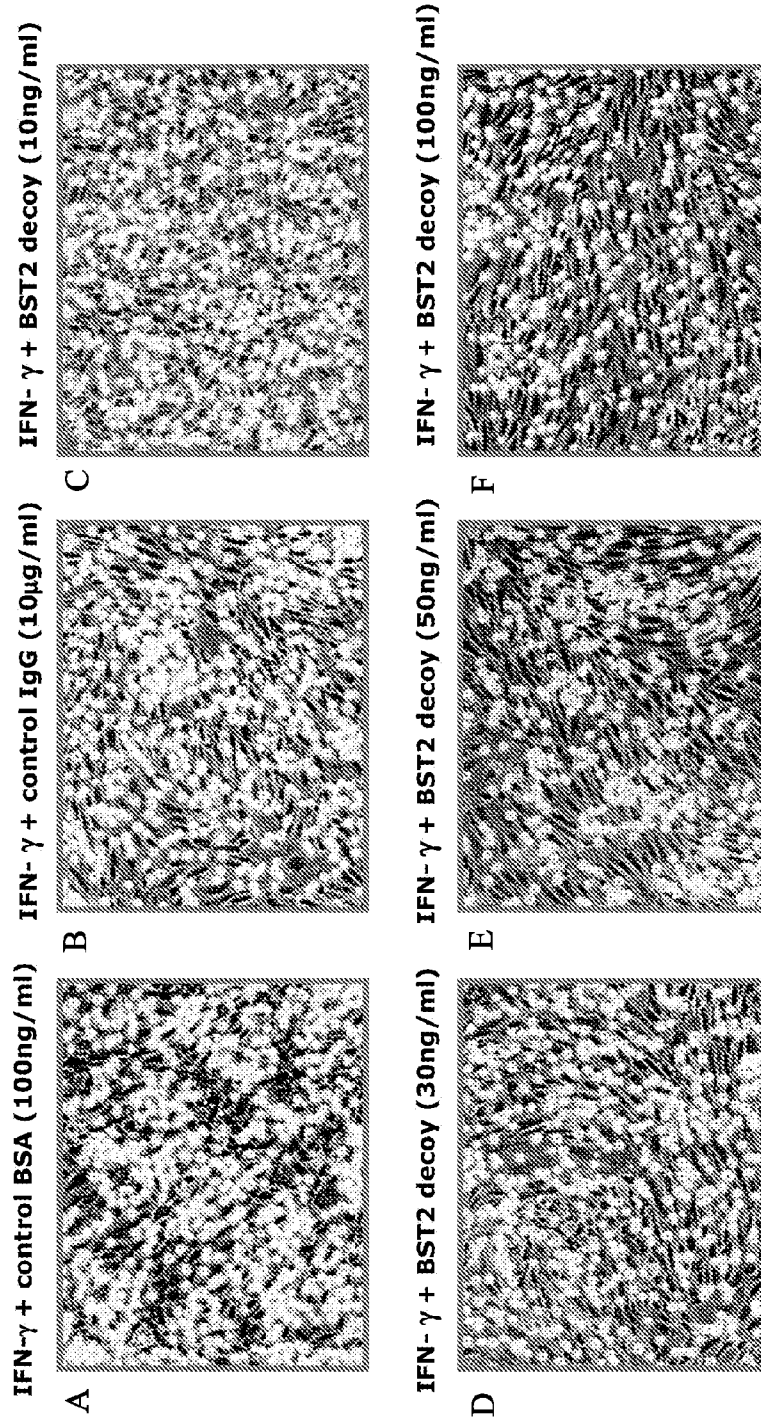 A
IFN-γ + control BSA (100ng/ml)
B
IFN- γ + control IgG (10µg/ml)
C
IFN- γ + BST2 decoy (10ng/ml)
D
IFN- γ + BST2 decoy (30ng/ml)
E
IFN- γ + BST2 decoy (50ng/ml)
F
IFN- γ + BST2 decoy (100ng/ml)